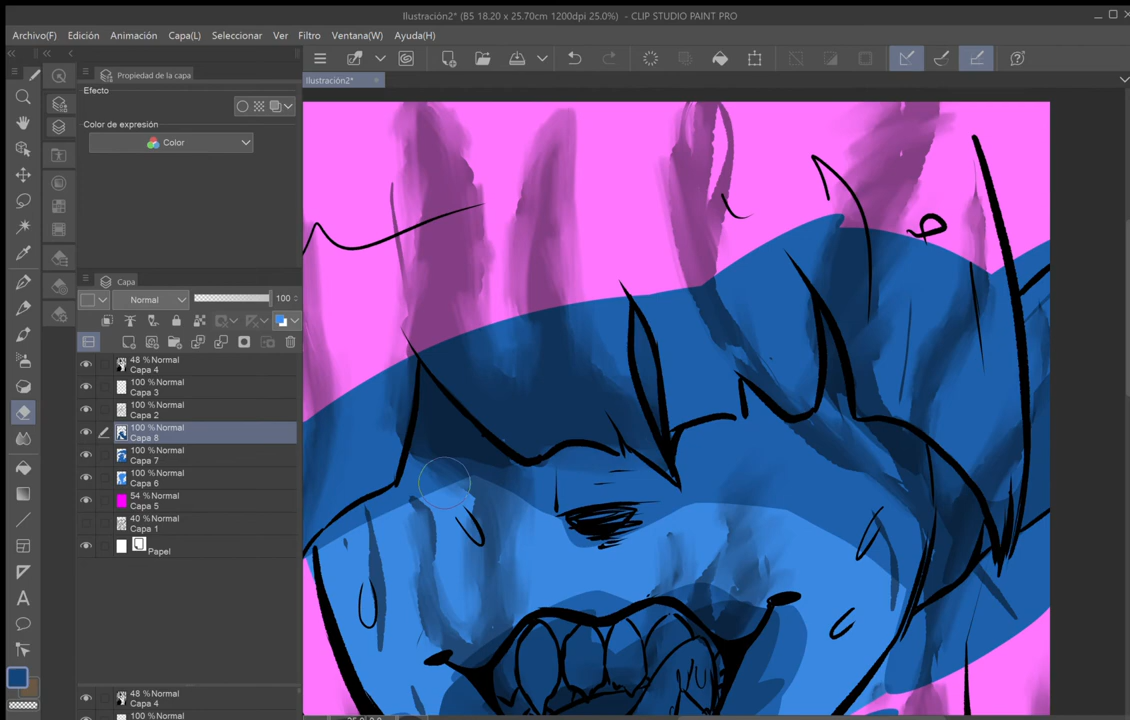 Ilustración2* (B5 18.20 x 25.70cm 1200dpi 25.0%) - CLIP STUDIO PAINT PRO
Archivo(F) Edición Animación Capa(L) Seleccionar Ver Filtro Ventana(W) Ayuda(H)
Propiedad de la capa
Ilustración2*
Efecto
Color de expresión
Color
Capa
Normal 100
48 %Normal
Capa 4
100 %Normal
Capa 3
100 %Normal
Capa 2
100 %Normal
Capa 8
100 %Normal
Capa 7
100 %Normal
Capa 6
54 %Normal
Capa 5
40 %Normal
Capa 1
Papel
48 %Normal
Capa 4
100 %Normal